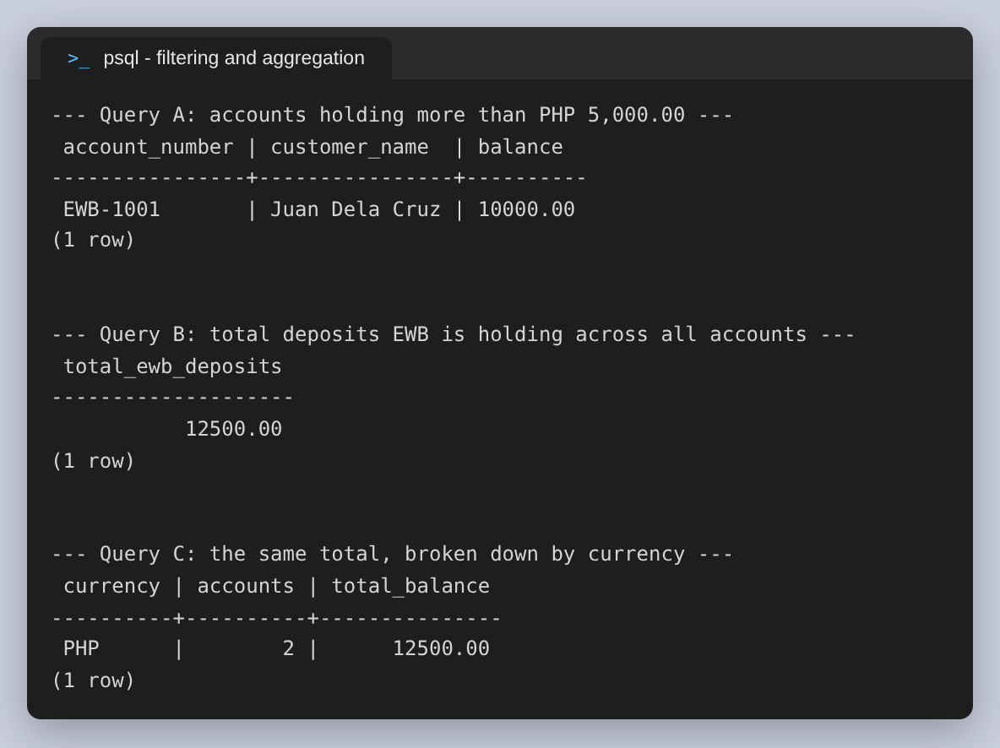 >_ psql - filtering and aggregation
--- Query A: accounts holding more than PHP 5,000.00 ---
 account_number | customer_name  | balance
----------------+----------------+----------
 EWB-1001       | Juan Dela Cruz | 10000.00
(1 row)
--- Query B: total deposits EWB is holding across all accounts ---
 total_ewb_deposits
--------------------
           12500.00
(1 row)
--- Query C: the same total, broken down by currency ---
 currency | accounts | total_balance
----------+----------+---------------
 PHP      |        2 |      12500.00
(1 row)